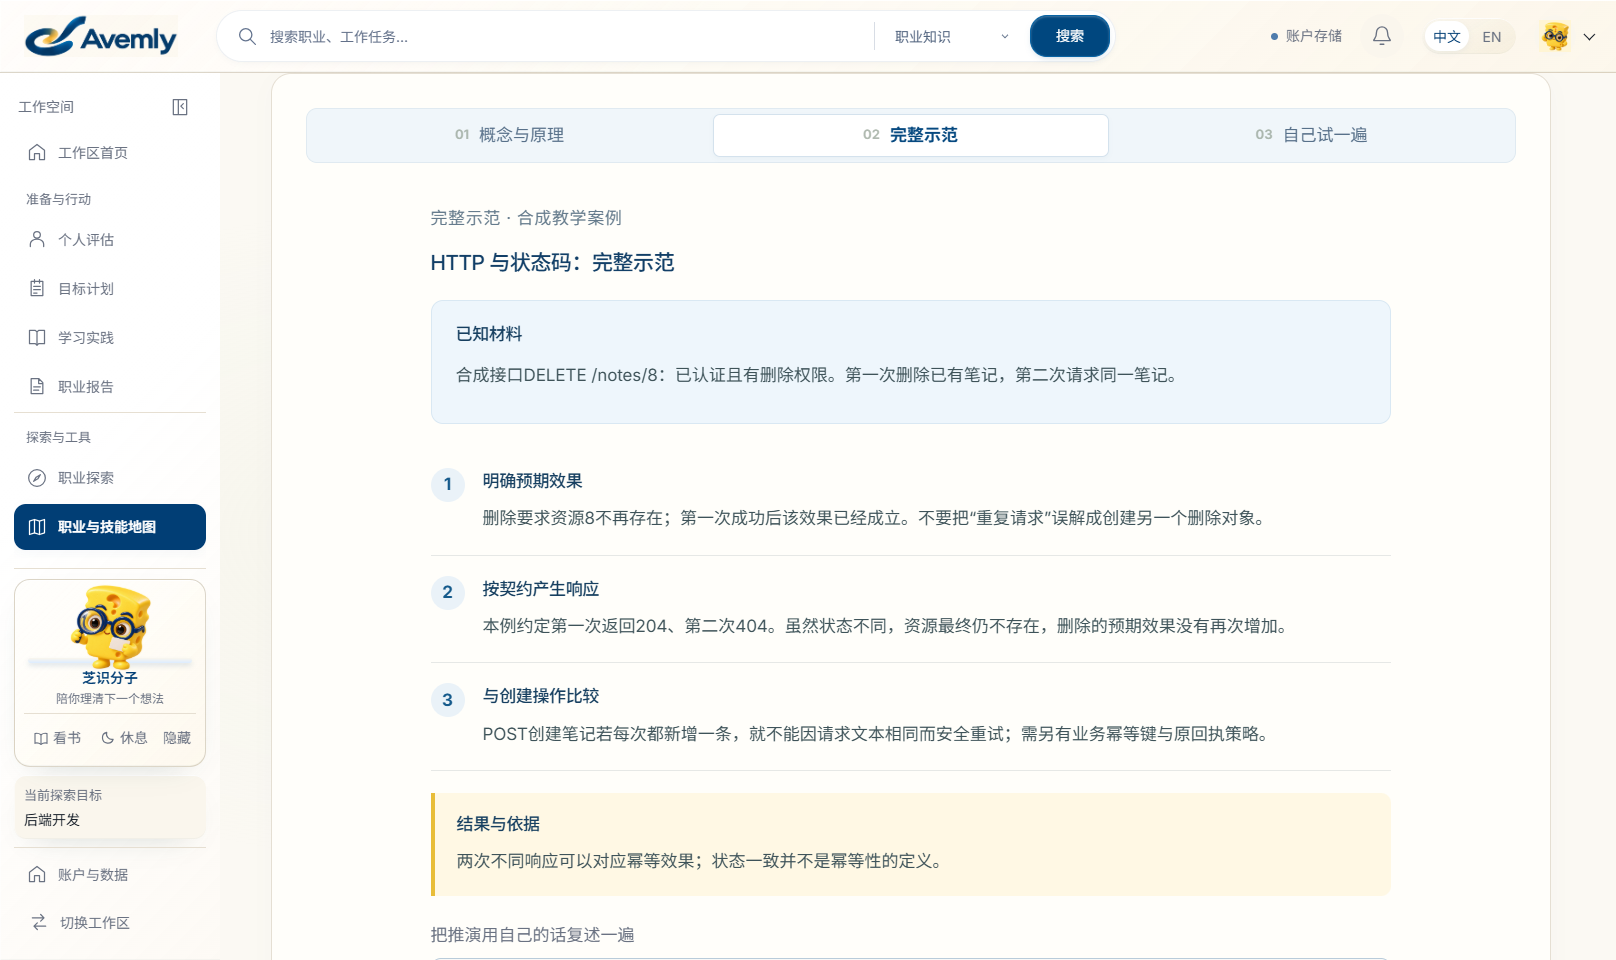 Avemly
搜索职业、工作任务...
职业知识
搜索
账户存储
中文 EN
工作空间
工作区首页
准备与行动
个人评估
目标计划
学习实践
职业报告
探索与工具
职业探索
职业与技能地图
芝识分子
陪你理清下一个想法
看书 休息 隐藏
当前探索目标
后端开发
账户与数据
切换工作区
01 概念与原理
02 完整示范
03 自己试一遍
完整示范 · 合成教学案例
HTTP 与状态码：完整示范
已知材料
合成接口DELETE /notes/8：已认证且有删除权限。第一次删除已有笔记，第二次请求同一笔记。
1 明确预期效果
删除要求资源8不再存在；第一次成功后该效果已经成立。不要把“重复请求”误解成创建另一个删除对象。
2 按契约产生响应
本例约定第一次返回204、第二次404。虽然状态不同，资源最终仍不存在，删除的预期效果没有再次增加。
3 与创建操作比较
POST创建笔记若每次都新增一条，就不能因请求文本相同而安全重试；需另有业务幂等键与原回执策略。
结果与依据
两次不同响应可以对应幂等效果；状态一致并不是幂等性的定义。
把推演用自己的话复述一遍